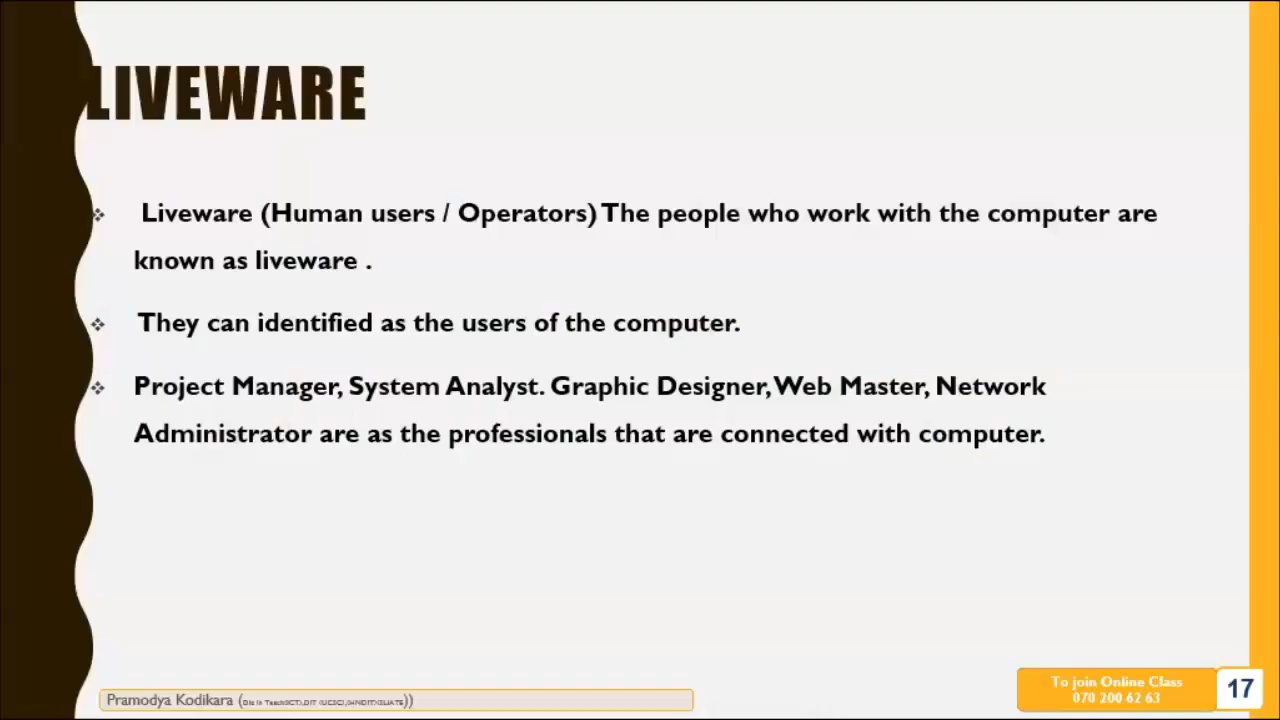 LIVEWARE
Liveware (Human users / Operators) The people who work with the computer are
known as liveware .
They can identified as the users of the computer.
Project Manager, System Analyst. Graphic Designer, Web Master, Network
Administrator are as the professionals that are connected with computer.
Pramodya Kodikara (
To join Online Class
070 200 62 63
17